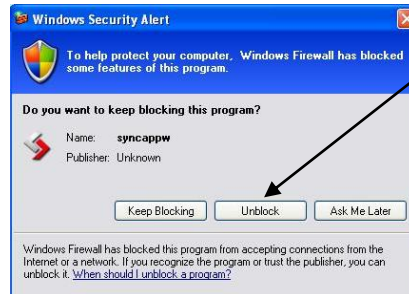 Windows Security Alert
To help protect your computer, Windows Firewall has blocked
some features of this program.
Do you want to keep blocking this program?
Name: syncappw
Publisher: Unknown
Keep Blocking Unblock Ask Me Later
Windows Firewall has blocked this program from accepting connections from the
Internet or a network. If you recognize the program or trust the publisher, you can
unblock it. When should I unblock a program?